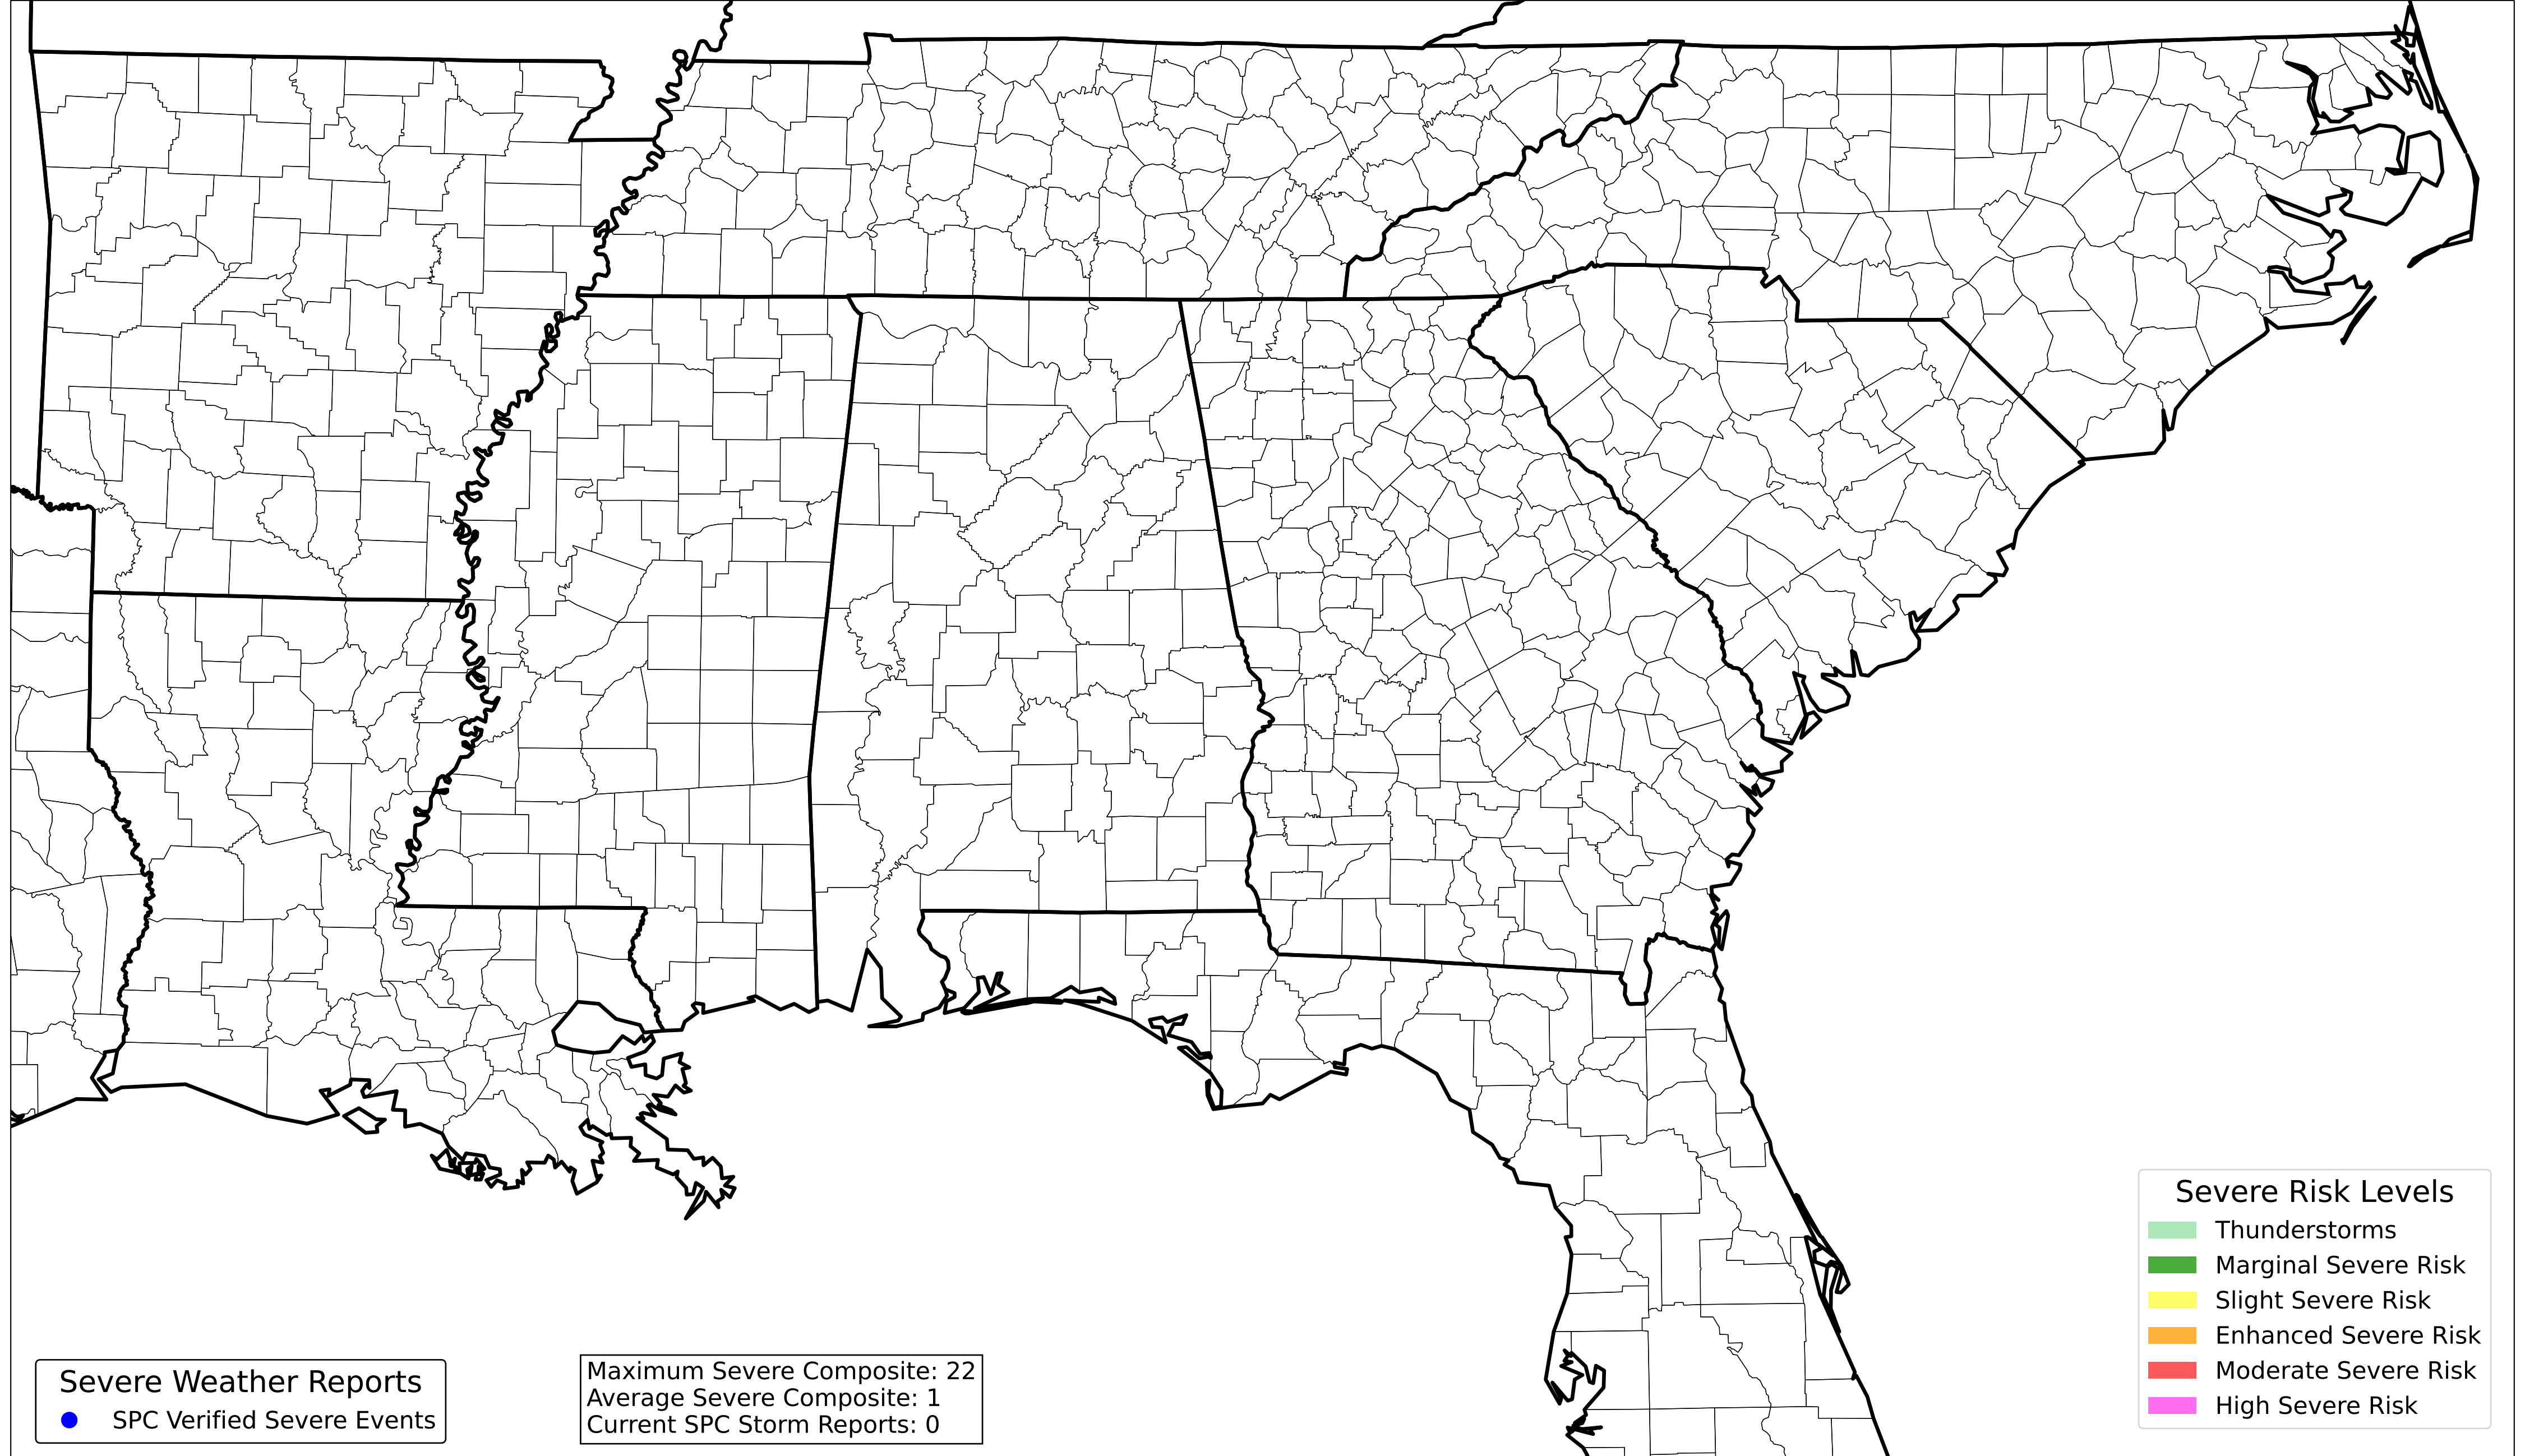 Severe Risk Levels
Thunderstorms
Marginal Severe Risk
Slight Severe Risk
Enhanced Severe Risk
Moderate Severe Risk
High Severe Risk
Severe Weather Reports
SPC Verified Severe Events
Maximum Severe Composite: 22
Average Severe Composite: 1
Current SPC Storm Reports: 0